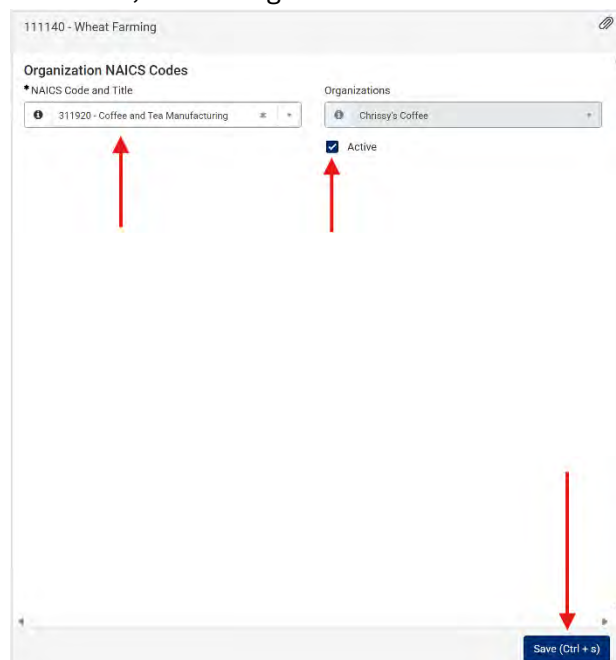 111140 - Wheat Farming
Organization NAICS Codes
*NAICS Code and Title
Organizations
311920 - Coffee and Tea Manufacturing
Chrissy's Coffee
Active
Save (Ctrl + s)